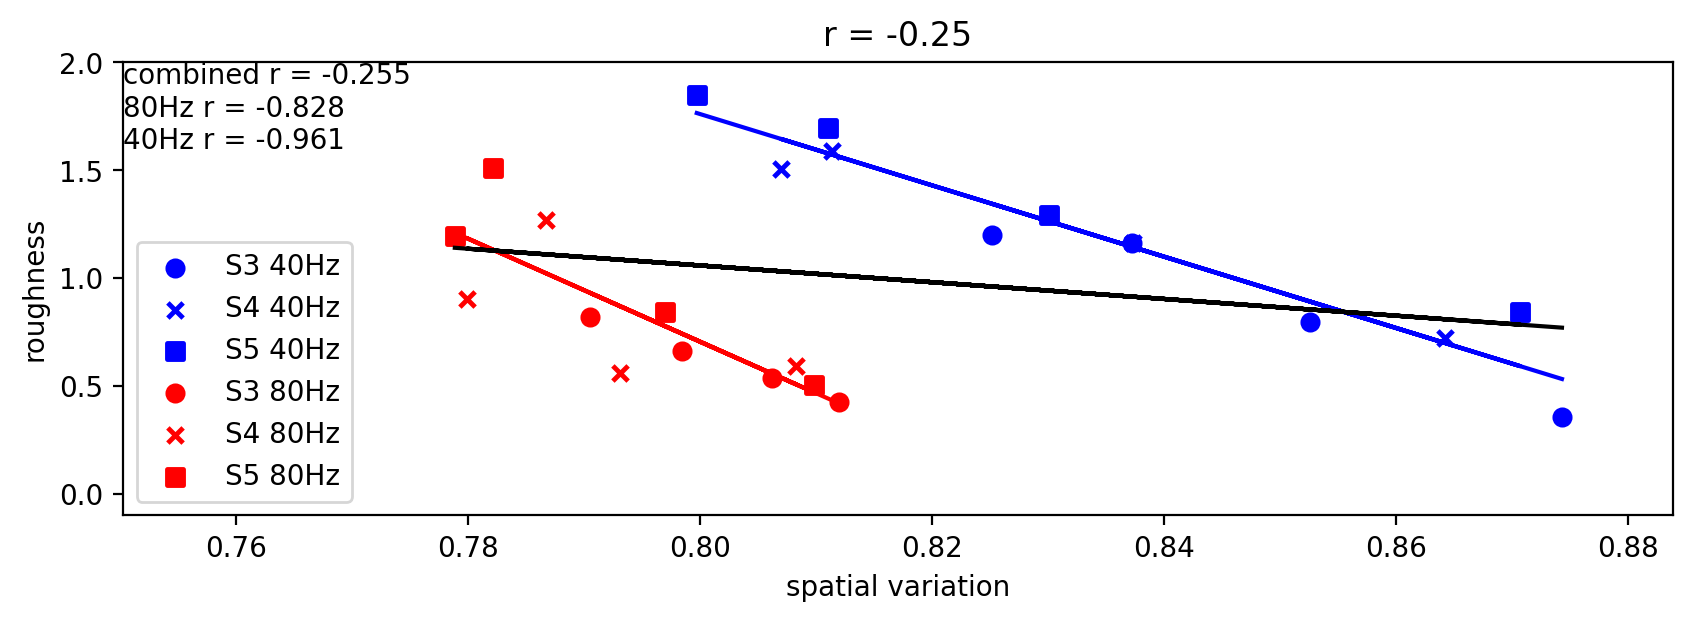 r = -0.25
combined r = -0.255
80Hz r = -0.828
40Hz r = -0.961
2.0
1.5
1.0
0.5
0.0
roughness
S3 40Hz
S4 40Hz
S5 40Hz
S3 80Hz
S4 80Hz
S5 80Hz
0.76 0.78 0.80 0.82 0.84 0.86 0.88
spatial variation